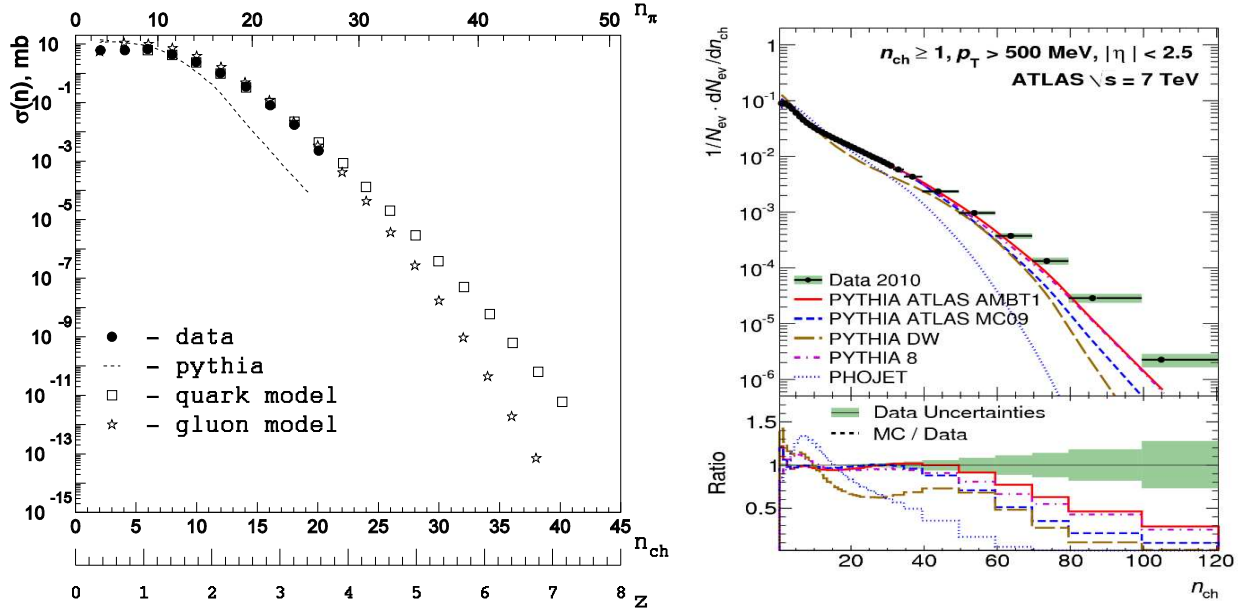 0 10 20 30 40 50 n_π
σ(n), mb
10
10^-1
10^-3
10^-5
10^-7
10^-9
10^-11
10^-13
10^-15
– data
– pythia
– quark model
– gluon model
0 5 10 15 20 25 30 35 40 45
n_ch
0 1 2 3 4 5 6 7 8
z
n_ch ≥ 1, p_T > 500 MeV, |η| < 2.5
ATLAS √s = 7 TeV
1/N_ev · dN_ev/dn_ch
1
10^-1
10^-2
10^-3
10^-4
10^-5
10^-6
Data 2010
PYTHIA ATLAS AMBT1
PYTHIA ATLAS MC09
PYTHIA DW
PYTHIA 8
PHOJET
Ratio
1.5
1
0.5
Data Uncertainties
MC / Data
20 40 60 80 100 120
n_ch